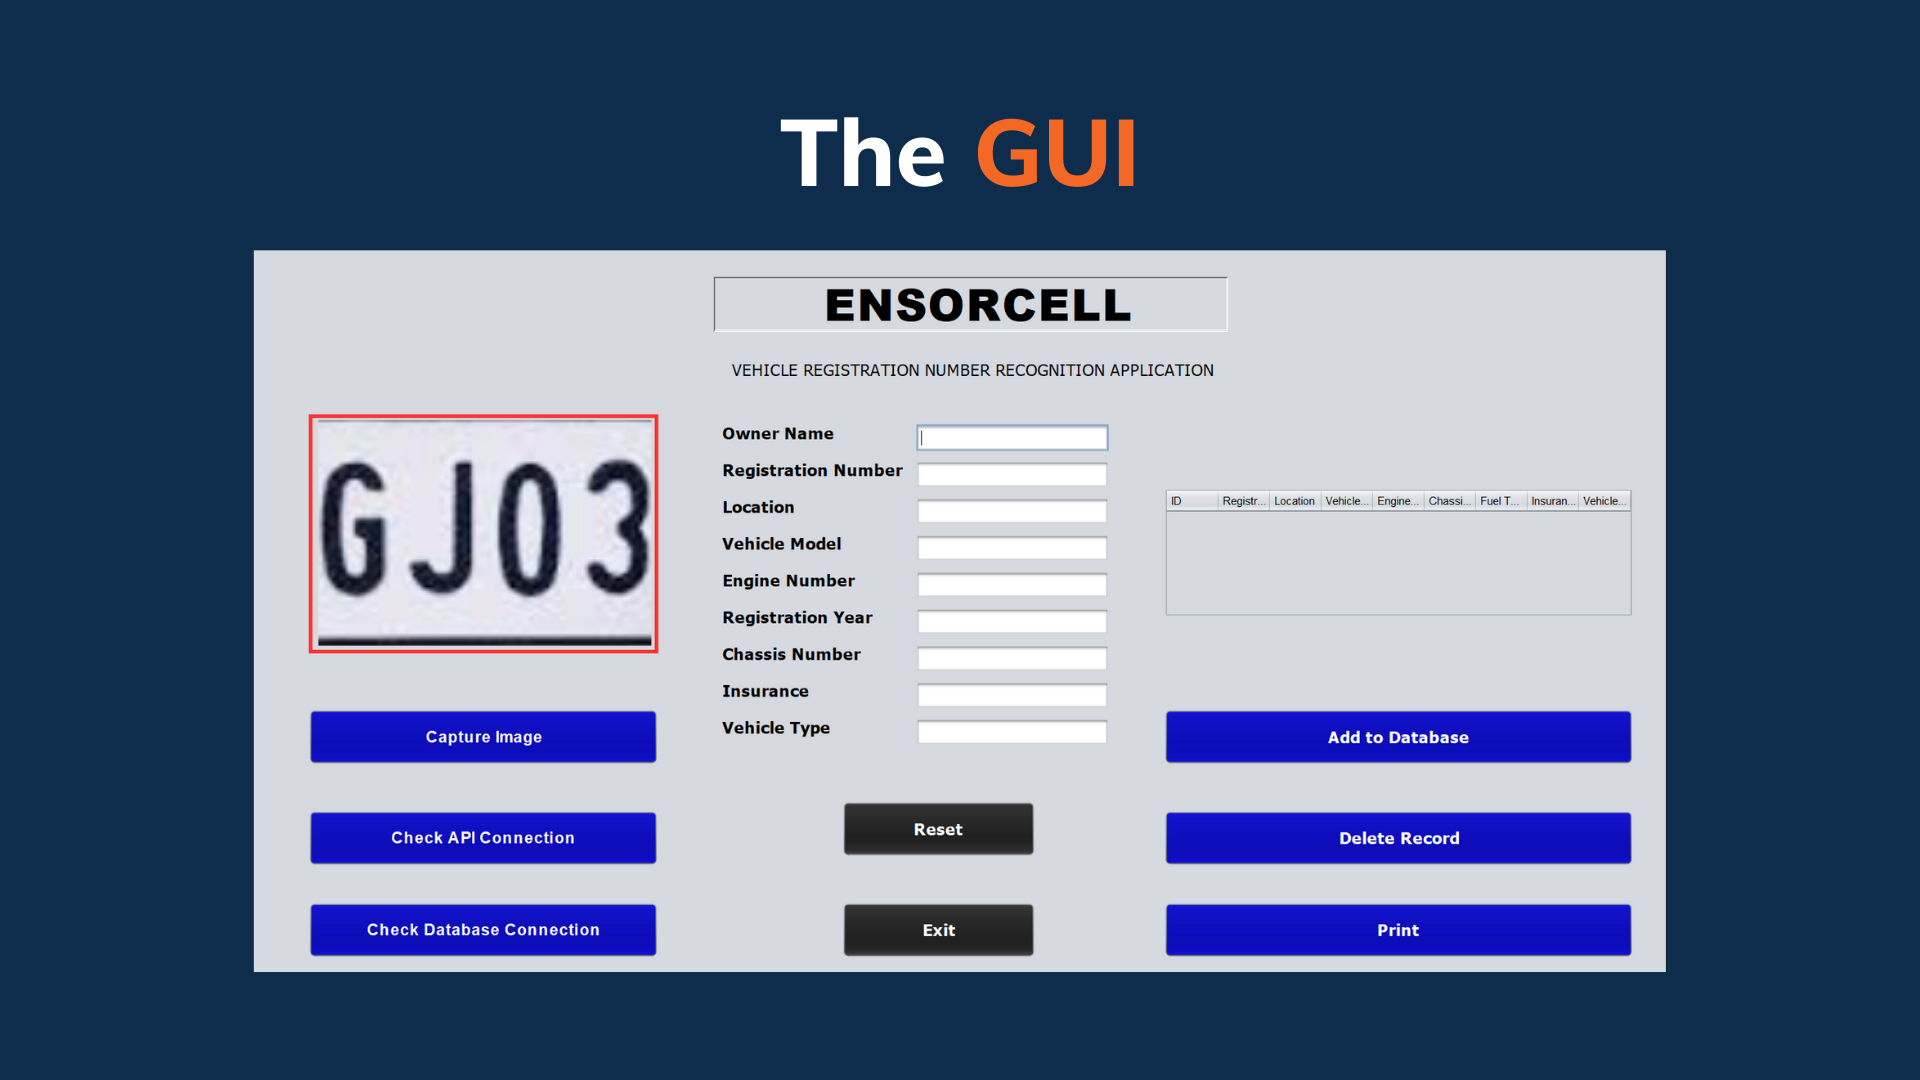 The GUI
ENSORCELL
VEHICLE REGISTRATION NUMBER RECOGNITION APPLICATION
GJ03
Capture Image
Check API Connection
Check Database Connection
Owner Name
Registration Number
Location
Vehicle Model
Engine Number
Registration Year
Chassis Number
Insurance
Vehicle Type
Reset
Exit
ID Registr... Location Vehicle... Engine... Chassi... Fuel T... Insuran... Vehicle...
Add to Database
Delete Record
Print